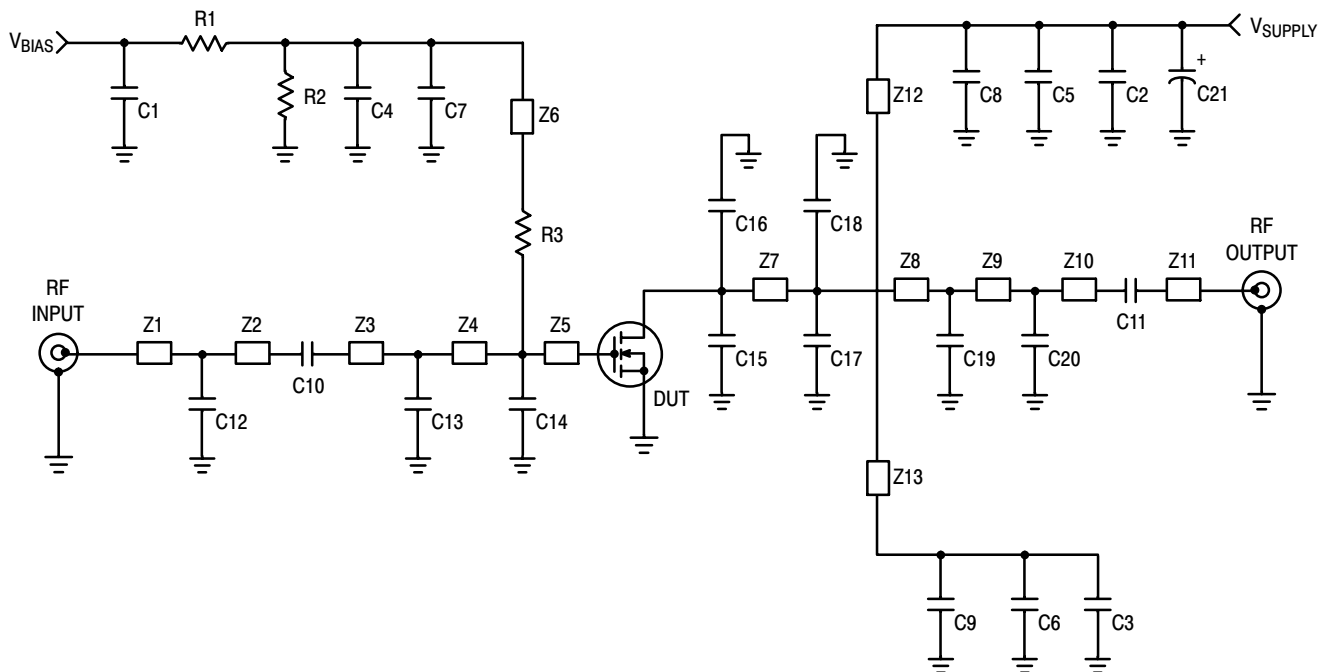 R1
VBIAS
VSUPPLY
+
C1
R2
C4
C7
Z6
Z12
C8
C5
C2
C21
C16
C18
R3
RF
INPUT
Z7
Z8
Z9
Z10
Z11
RF
OUTPUT
C11
Z1
Z2
Z3
Z4
Z5
C10
C15
C17
C19
C20
DUT
C12
C13
C14
Z13
C9
C6
C3